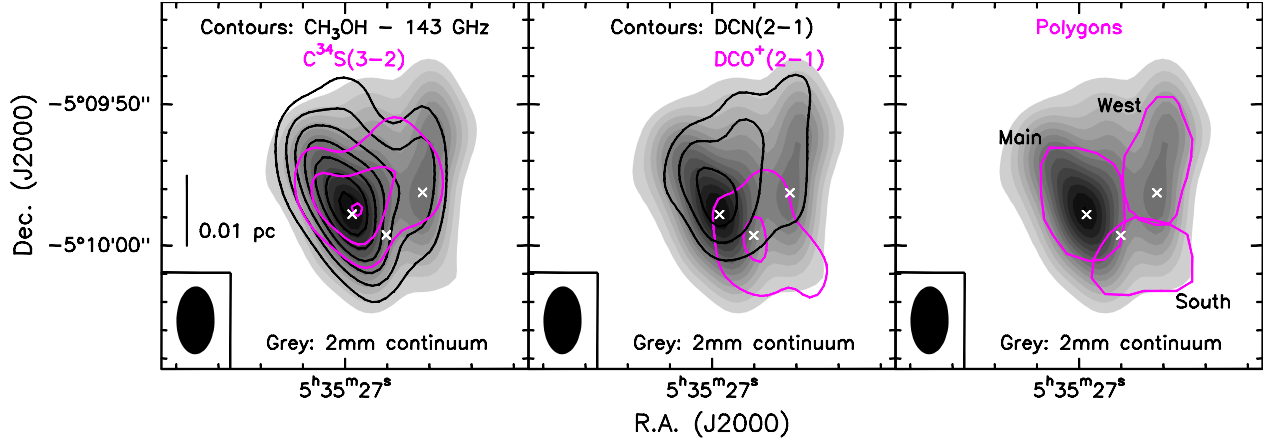 Contours: CH₃OH − 143 GHz
C³⁴S(3−2)
Contours: DCN(2−1)
DCO⁺(2−1)
Polygons
−5°09'50"
−5°10'00"
Dec. (J2000)
0.01 pc
West
Main
South
Grey: 2mm continuum
Grey: 2mm continuum
Grey: 2mm continuum
5ʰ35ᵐ27ˢ
5ʰ35ᵐ27ˢ
5ʰ35ᵐ27ˢ
R.A. (J2000)